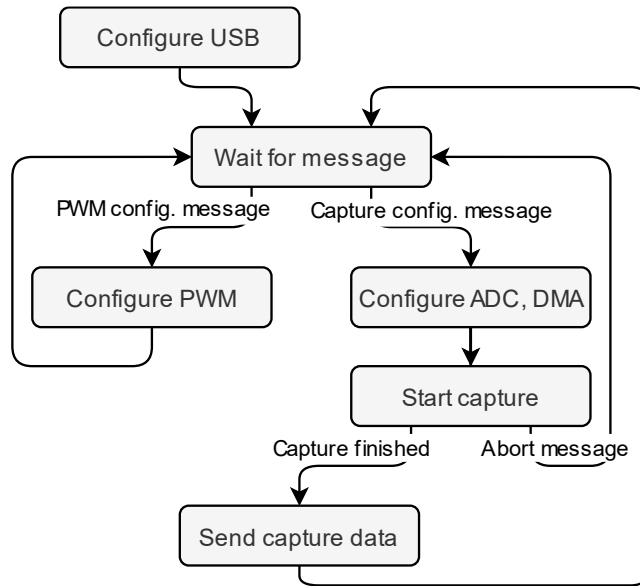 Configure USB
Wait for message
PWM config. message
Capture config. message
Configure PWM
Configure ADC, DMA
Start capture
Capture finished
Abort message
Send capture data